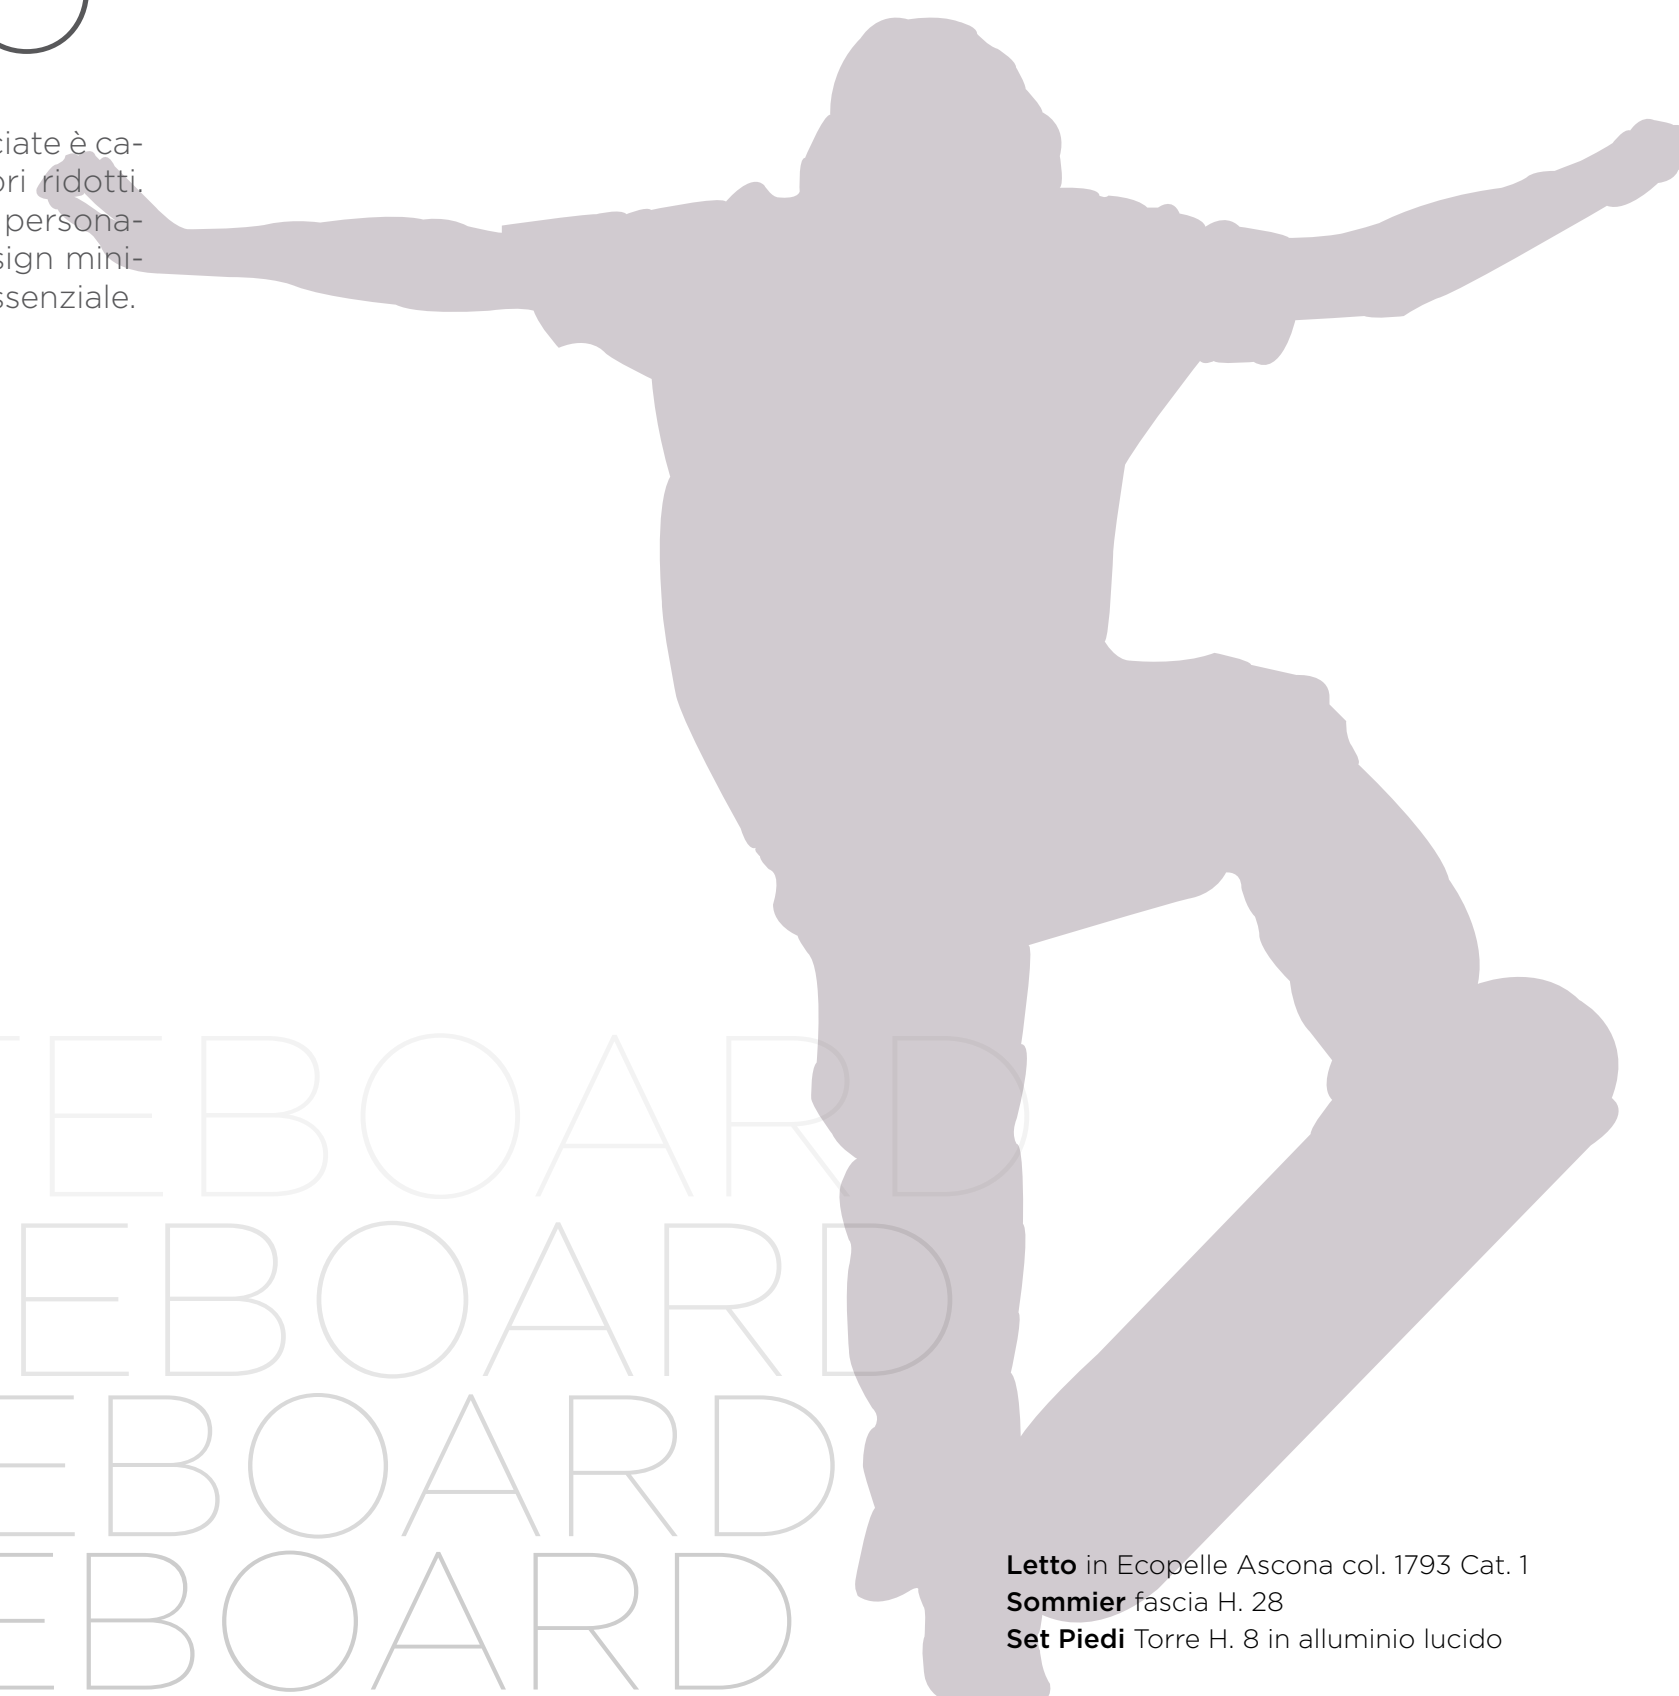 ciate è ca-
ori ridotti.
persona-
sign mini-
ssenziale.
EBOARD
EBOARD
EBOARD
EBOARD
Letto in Ecopelle Ascona col. 1793 Cat. 1
Sommier fascia H. 28
Set Piedi Torre H. 8 in alluminio lucido